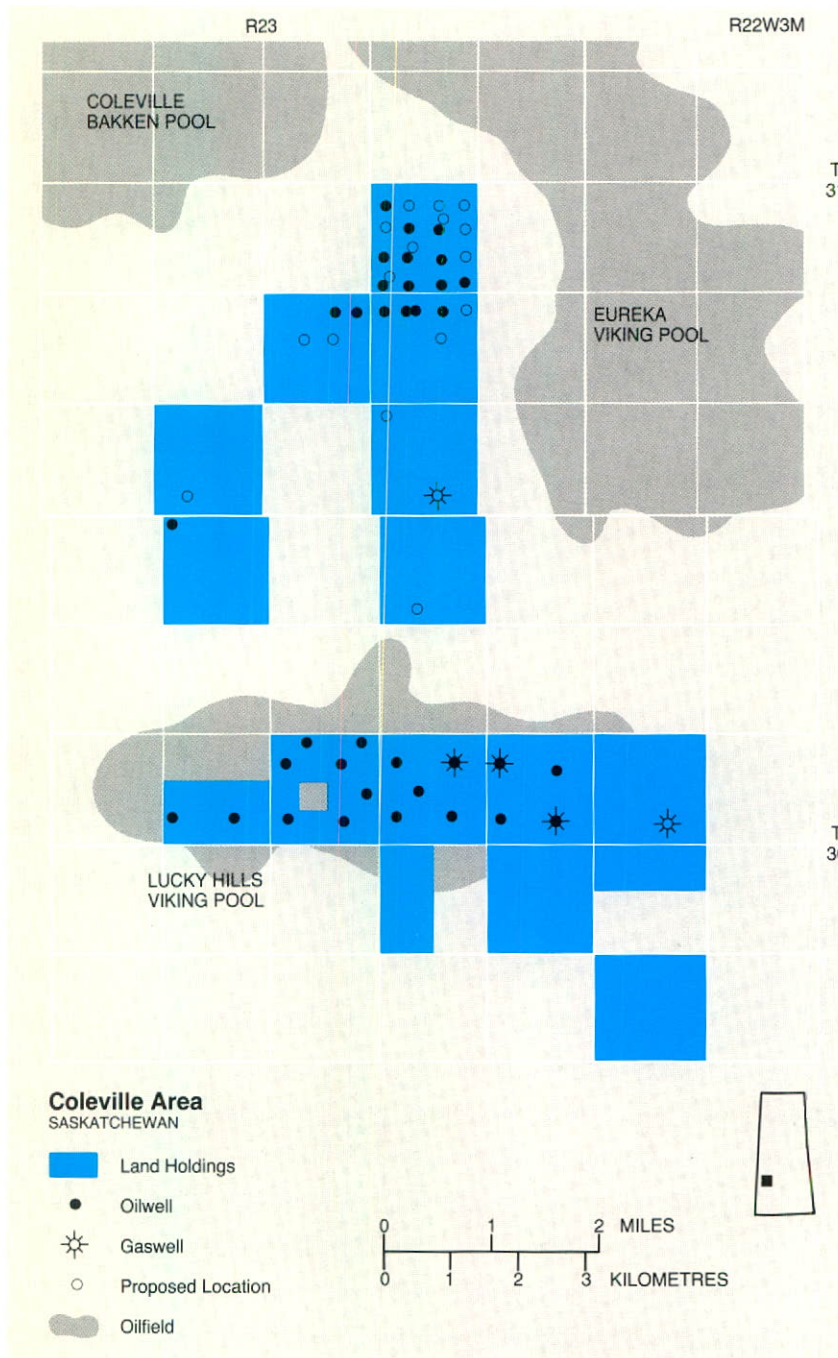 R23
R22W3M
COLEVILLE
BAKKEN POOL
T
EUREKA
VIKING POOL
T
LUCKY HILLS
VIKING POOL
Coleville Area
SASKATCHEWAN
Land Holdings
Oilwell
Gaswell
Proposed Location
Oilfield
0 1 2 MILES
0 1 2 3 KILOMETRES